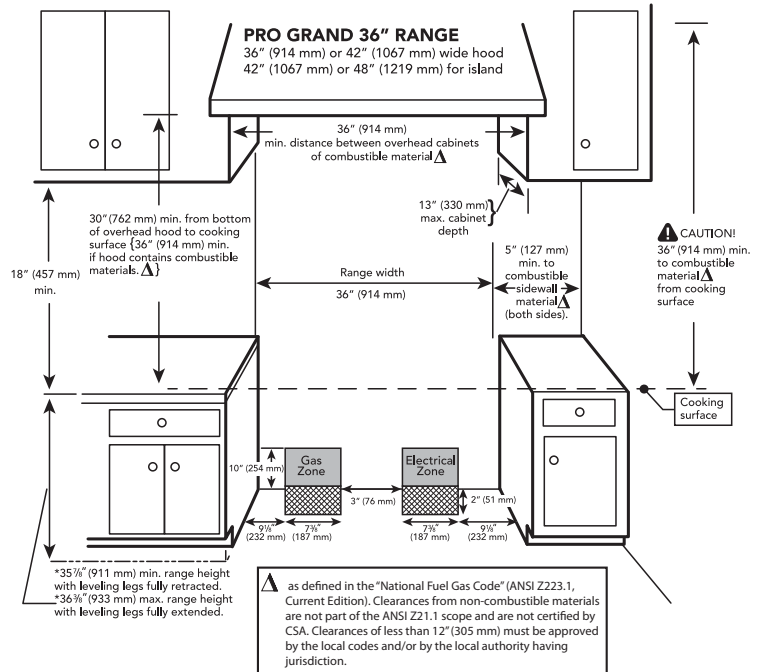 PRO GRAND 36” RANGE
36” (914 mm) or 42” (1067 mm) wide hood
42” (1067 mm) or 48” (1219 mm) for island
36” (914 mm)
min. distance between overhead cabinets
of combustible material Δ
30”(762 mm) min. from bottom
of overhead hood to cooking
surface {36” (914 mm) min.
if hood contains combustible
materials. Δ}
18” (457 mm)
min.
13” (330 mm)
max. cabinet
depth
}
5” (127 mm)
min. to
combustible
sidewall
material Δ
(both sides).
CAUTION!
36” (914 mm) min.
to combustible
material Δ
from cooking
surface
Range width
36” (914 mm)
Cooking
surface
10” (254 mm)
Gas
Zone
Electrical
Zone
3” (76 mm)
2” (51 mm)
9⅛”
(232 mm)
7⅜”
(187 mm)
7⅜”
(187 mm)
9⅛”
(232 mm)
*35⅞” (911 mm) min. range height
with leveling legs fully retracted.
*36¾” (933 mm) max. range height
with leveling legs fully extended.
Δ as defined in the “National Fuel Gas Code” (ANSI Z223.1,
Current Edition). Clearances from non-combustible materials
are not part of the ANSI Z21.1 scope and are not certified by
CSA. Clearances of less than 12” (305 mm) must be approved
by the local codes and/or by the local authority having
jurisdiction.